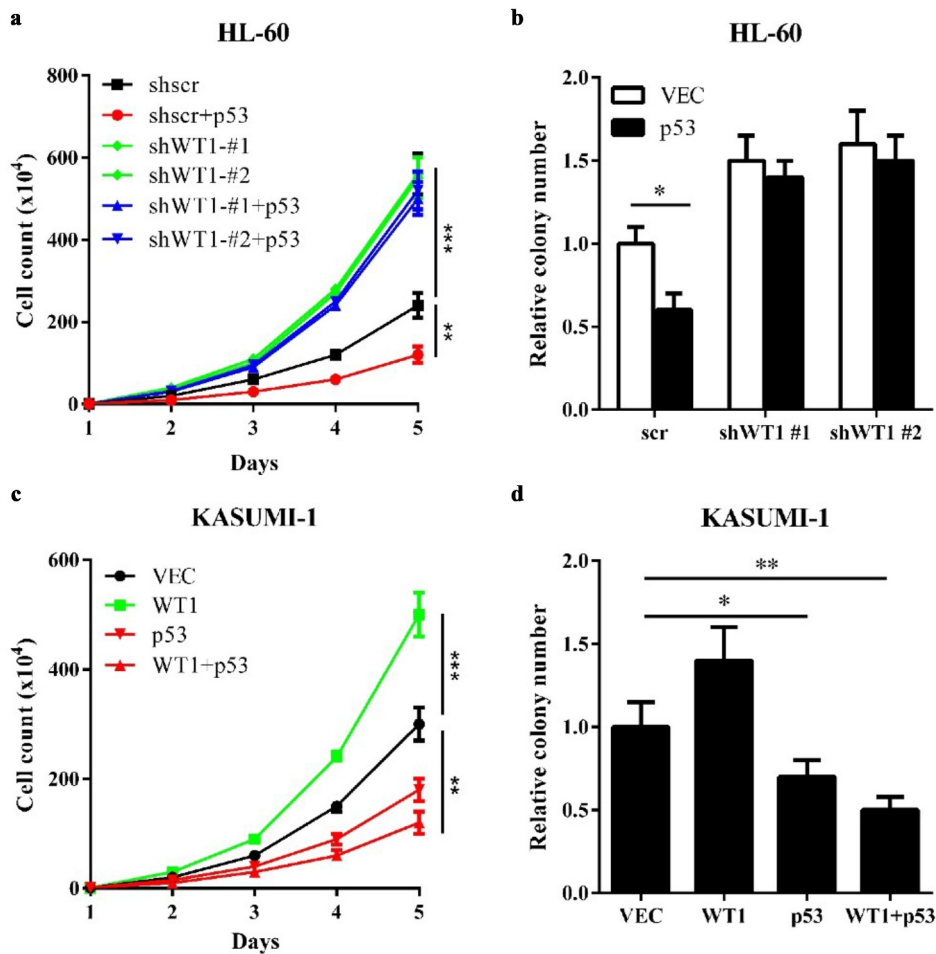 a
HL-60
shscr
shscr+p53
shWT1-#1
shWT1-#2
shWT1-#1+p53
shWT1-#2+p53
Cell count (x10⁴)
800
600
400
200
0
1 2 3 4 5
Days
***
**
b
HL-60
VEC
p53
Relative colony number
2.0
1.5
1.0
0.5
0.0
*
scr shWT1 #1 shWT1 #2
c
KASUMI-1
VEC
WT1
p53
WT1+p53
Cell count (x10⁴)
600
400
200
0
1 2 3 4 5
Days
***
**
d
KASUMI-1
Relative colony number
2.0
1.5
1.0
0.5
0.0
**
*
VEC WT1 p53 WT1+p53